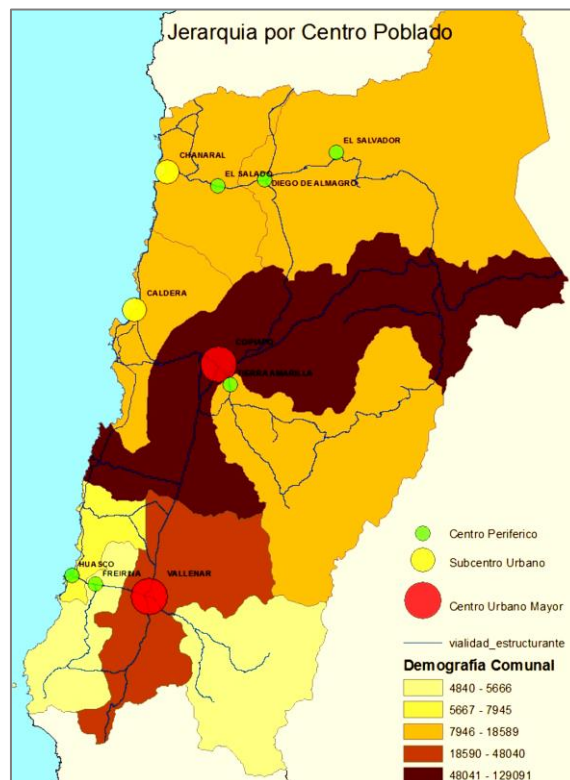 Jerarquia por Centro Poblado
EL SALVADOR
CHANARAL
EL SALADO
DIEGO DE ALMAGRO
CALDERA
COPIAPO
TIERRA AMARILLA
HUASCO
FREIRINA
VALLENAR
Centro Periferico
Subcentro Urbano
Centro Urbano Mayor
vialidad_estructurante
Demografía Comunal
4840 - 5666
5667 - 7945
7946 - 18589
18590 - 48040
48041 - 129091